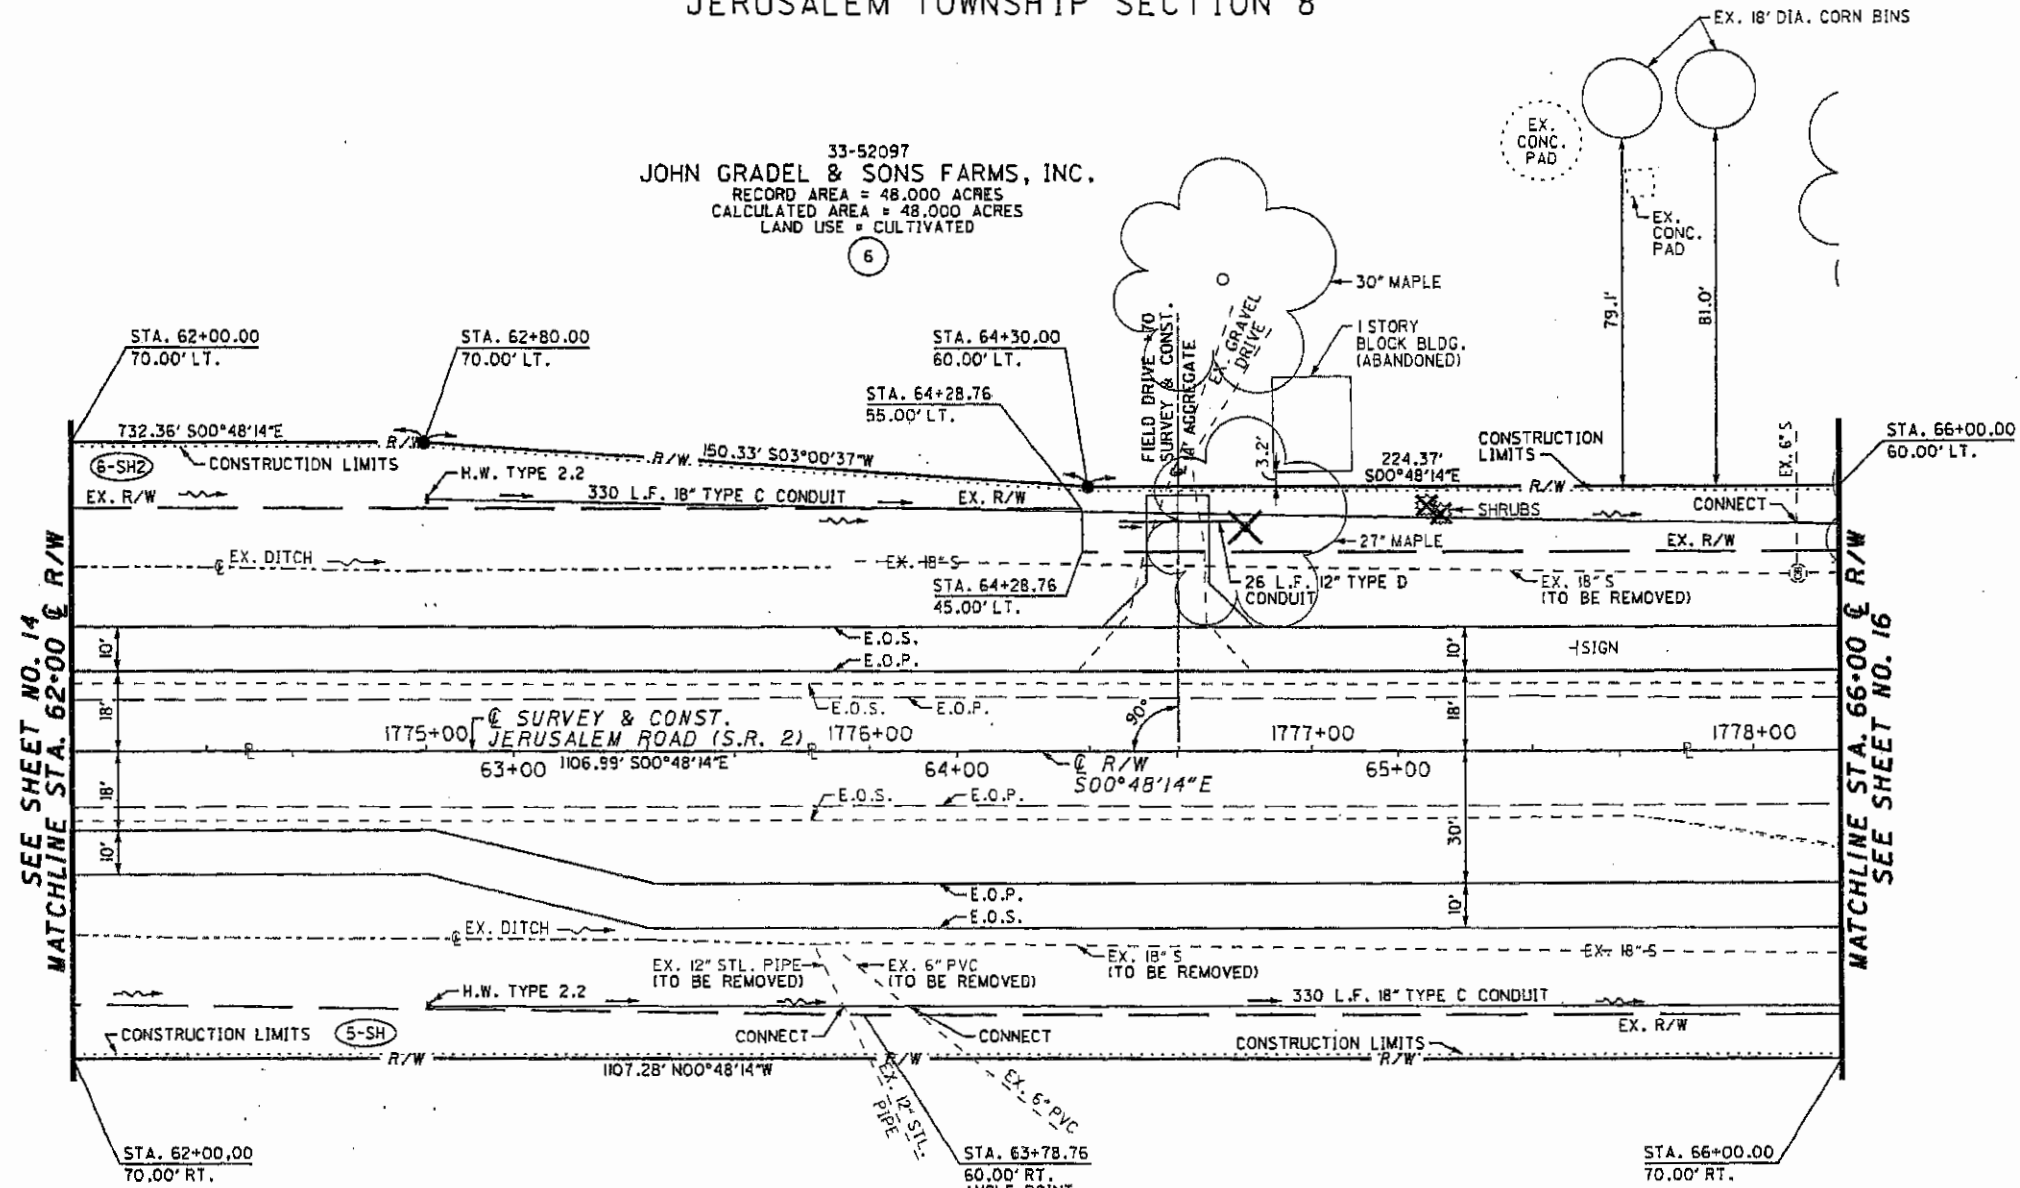 JERUSALEM TOWNSHIP SECTION 8
EX. 18' DIA. CORN BINS
EX.
CONC.
PAD
33-52097
JOHN GRADEL & SONS FARMS, INC.
RECORD AREA = 48.000 ACRES
CALCULATED AREA = 48.000 ACRES
LAND USE = CULTIVATED
6
EX.
CONC.
PAD
30" MAPLE
79.1'
81.0'
1 STORY
BLOCK BLDG.
(ABANDONED)
STA. 62+00.00
70.00' LT.
STA. 62+80.00
70.00' LT.
STA. 64+30.00
60.00' LT.
STA. 64+28.76
55.00' LT.
FIELD DRIVE +70
SURVEY & CONST.
℄ 14' AGGREGATE
EX. GRAVEL
DRIVE
STA. 66+00.00
60.00' LT.
732.36' S00°48'14"E
R/W
6-SH2
CONSTRUCTION LIMITS
R/W
150.33' S03°00'37"W
3.2'
224.37'
S00°48'14"E
CONSTRUCTION
LIMITS
R/W
EX. 6" S
H.W. TYPE 2.2
EX. R/W
330 L.F. 18" TYPE C CONDUIT
EX. R/W
SHRUBS
CONNECT
27" MAPLE
EX. R/W
℄ EX. DITCH
EX. 18" S
STA. 64+28.76
45.00' LT.
26 L.F. 12" TYPE D
CONDUIT
EX. 18" S
(TO BE REMOVED)
SEE SHEET NO. 14
MATCHLINE STA. 62+00 ℄ R/W
10'
E.O.S.
E.O.P.
10'
SIGN
18'
E.O.S.
E.O.P.
90°
18'
1775+00
℄ SURVEY & CONST.
JERUSALEM ROAD (S.R. 2)
1776+00
1777+00
1778+00
63+00
1106.99' S00°48'14"E
64+00
℄ R/W
S00°48'14"E
65+00
18'
E.O.S.
E.O.P.
30'
10'
E.O.P.
E.O.S.
10'
MATCHLINE STA. 66+00 ℄ R/W
SEE SHEET NO. 16
℄ EX. DITCH
EX. 12" STL. PIPE
(TO BE REMOVED)
EX. 6" PVC
(TO BE REMOVED)
EX. 18" S
(TO BE REMOVED)
EX. 18" S
H.W. TYPE 2.2
330 L.F. 18" TYPE C CONDUIT
CONSTRUCTION LIMITS
5-SH
CONNECT
CONNECT
EX. R/W
CONSTRUCTION LIMITS
R/W
1107.28' N00°48'14"W
R/W
R/W
EX. 12" STL.
PIPE
EX. 6" PVC
STA. 62+00.00
70.00' RT.
STA. 63+78.76
60.00' RT.
ANGLE POINT
STA. 66+00.00
70.00' RT.